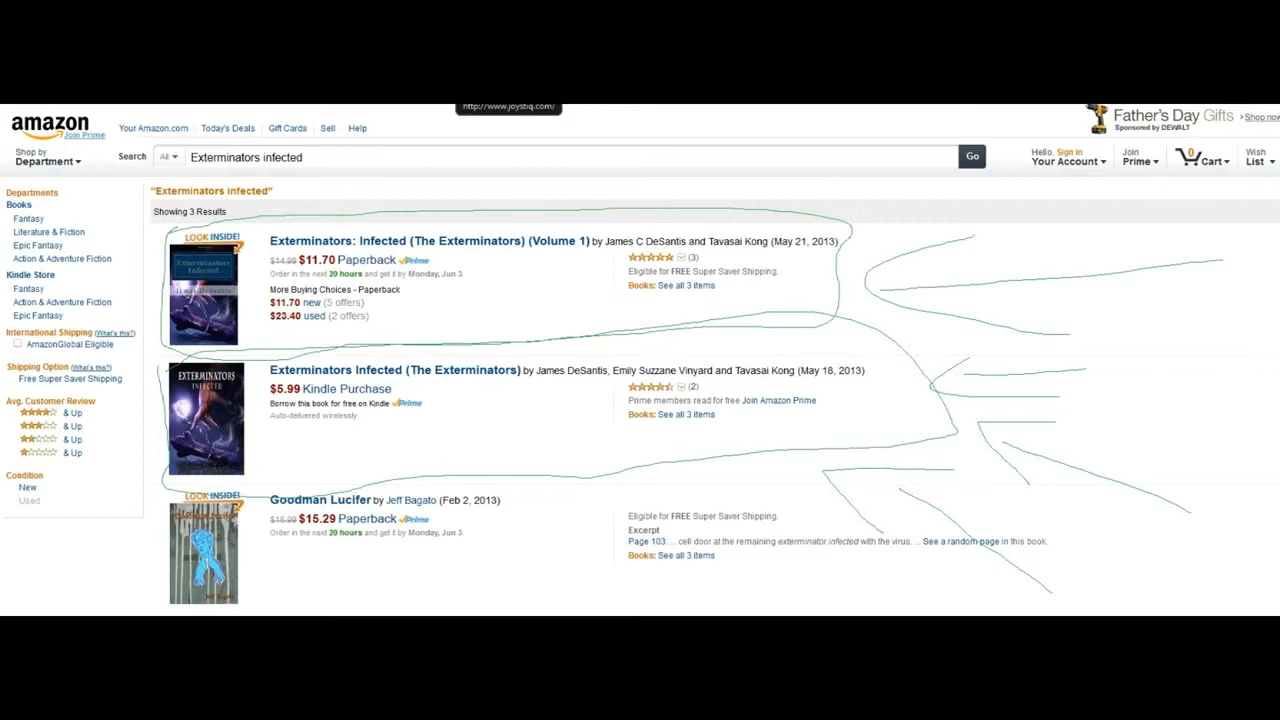 http://www.joystiq.com/
amazon
Join Prime
Your Amazon.com Today's Deals Gift Cards Sell Help
Father's Day Gifts Shop now
Sponsored by DEWALT
Shop by
Department
Search All Exterminators infected Go
Hello. Sign in
Your Account
Join
Prime
0
Cart
Wish
List
Departments
Books
Fantasy
Literature & Fiction
Epic Fantasy
Action & Adventure Fiction
Kindle Store
Fantasy
Action & Adventure Fiction
Epic Fantasy
International Shipping (What's this?)
AmazonGlobal Eligible
Shipping Option (What's this?)
Free Super Saver Shipping
Avg. Customer Review
& Up
& Up
& Up
& Up
Condition
New
Used
"Exterminators infected"
Showing 3 Results
LOOK INSIDE!
Exterminators
Infected
James DeSantis
Exterminators: Infected (The Exterminators) (Volume 1) by James C DeSantis and Tavasai Kong (May 21, 2013)
$14.99 $11.70 Paperback Prime
Order in the next 20 hours and get it by Monday, Jun 3.
More Buying Choices - Paperback
$11.70 new (5 offers)
$23.40 used (2 offers)
(3)
Eligible for FREE Super Saver Shipping.
Books: See all 3 items
EXTERMINATORS
INFECTED
Exterminators Infected (The Exterminators) by James DeSantis, Emily Suzzane Vinyard and Tavasai Kong (May 18, 2013)
$5.99 Kindle Purchase
Borrow this book for free on Kindle Prime
Auto-delivered wirelessly
(2)
Prime members read for free Join Amazon Prime
Books: See all 3 items
LOOK INSIDE!
Goodman Lucifer by Jeff Bagato (Feb 2, 2013)
$15.29 Paperback Prime
Order in the next 20 hours and get it by Monday, Jun 3.
Eligible for FREE Super Saver Shipping.
Excerpt
Page 103: ... cell door at the remaining exterminator infected with the virus. ... See a random page in this book.
Books: See all 3 items